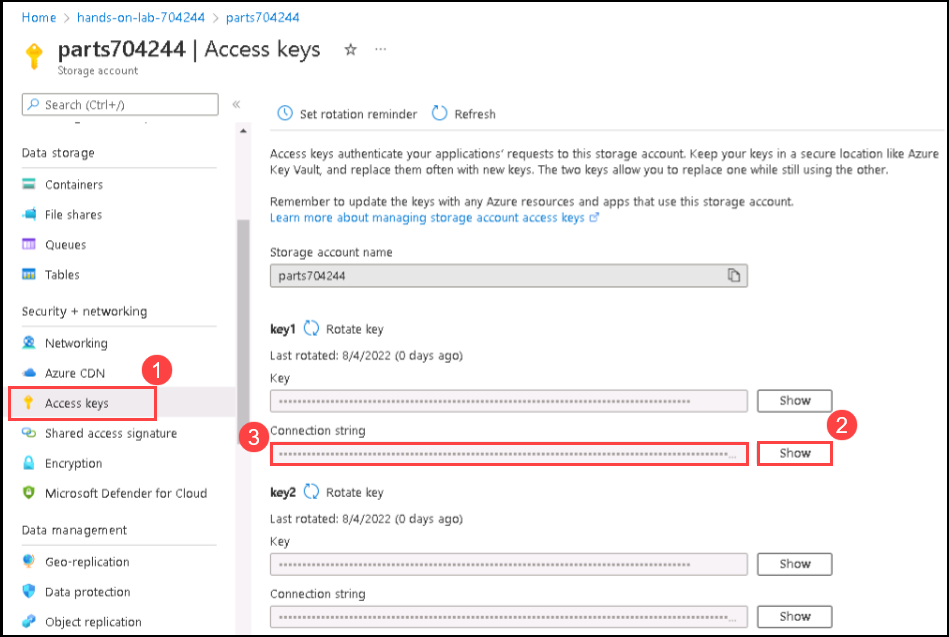 Home > hands-on-lab-704244 > parts704244
parts704244 | Access keys
Storage account
Search (Ctrl+/)
Data storage
Containers
File shares
Queues
Tables
Security + networking
Networking
Azure CDN
1
Access keys
Shared access signature
Encryption
Microsoft Defender for Cloud
Data management
Geo-replication
Data protection
Object replication
Set rotation reminder Refresh
Access keys authenticate your applications' requests to this storage account. Keep your keys in a secure location like Azure
Key Vault, and replace them often with new keys. The two keys allow you to replace one while still using the other.
Remember to update the keys with any Azure resources and apps that use this storage account.
Learn more about managing storage account access keys
Storage account name
parts704244
key1 Rotate key
Last rotated: 8/4/2022 (0 days ago)
Key
Show
2
3 Connection string
Show
key2 Rotate key
Last rotated: 8/4/2022 (0 days ago)
Key
Show
Connection string
Show